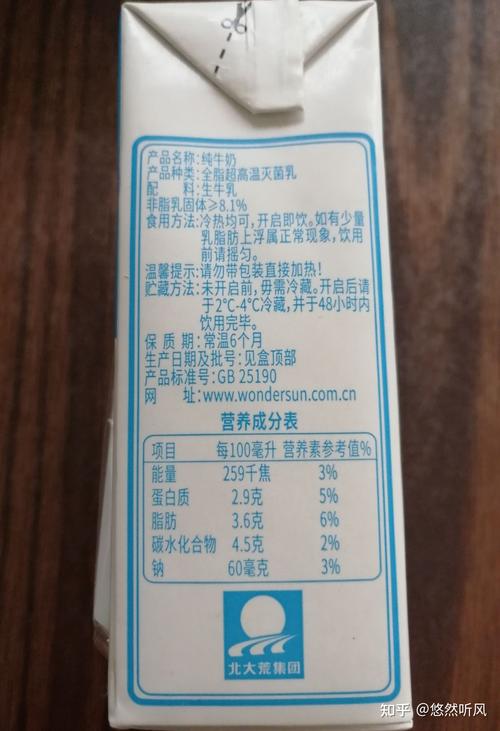 产品名称:纯牛奶
产品种类:全脂超高温灭菌乳
配 料:生牛乳
非脂乳固体≥8.1%
食用方法:冷热均可,开启即饮。如有少量
乳脂肪上浮属正常现象,饮用
前请摇匀。
温馨提示:请勿带包装直接加热!
贮藏方法:未开启前,毋需冷藏。开启后请
于2°C-4°C冷藏,并于48小时内
饮用完毕。
保 质 期:常温6个月
生产日期及批号:见盒顶部
产品标准号:GB 25190
网 址:www.wondersun.com.cn
营养成分表
项目 每100毫升 营养素参考值%
能量 259千焦 3%
蛋白质 2.9克 5%
脂肪 3.6克 6%
碳水化合物 4.5克 2%
钠 60毫克 3%
北大荒集团
知乎 @悠然听风